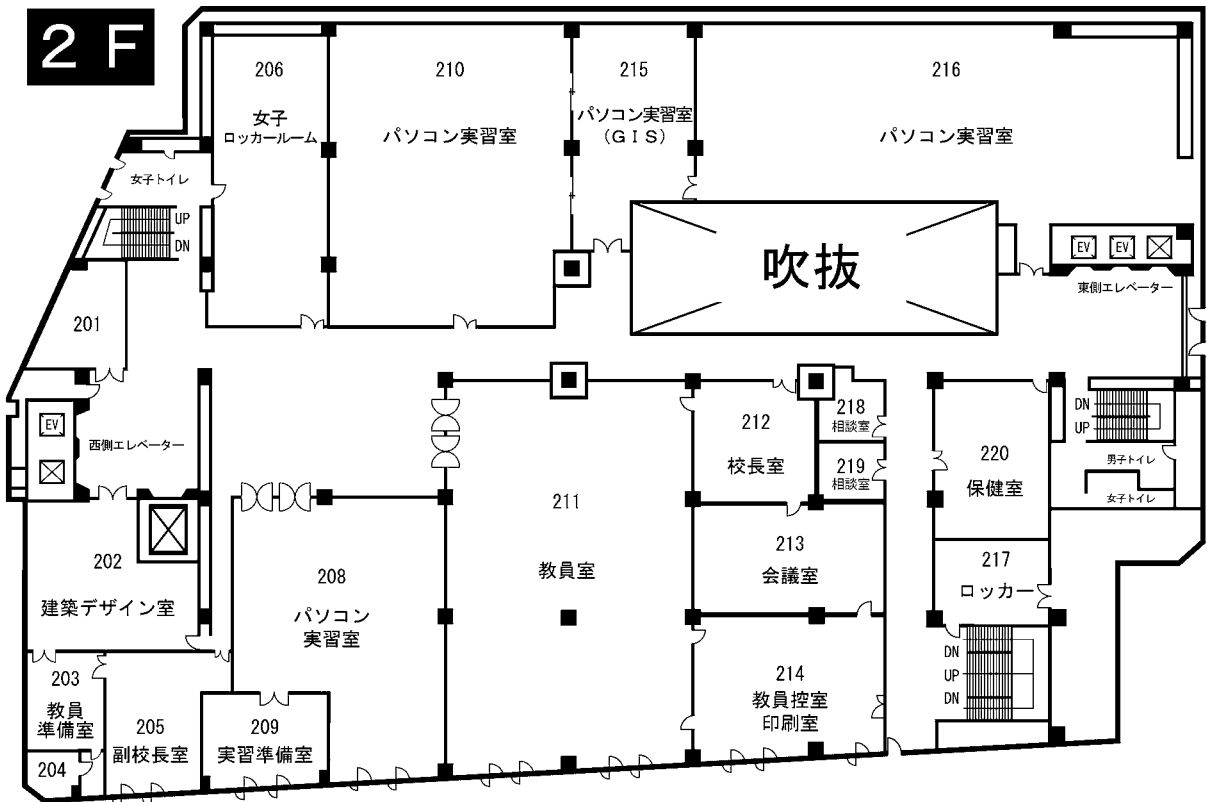 2 F
206
女子
ロッカールーム
210
パソコン実習室
215
パソコン実習室
(GIS)
216
パソコン実習室
女子トイレ
UP
DN
吹抜
EV
EV
東側エレベーター
201
EV
西側エレベーター
212
校長室
218
相談室
219
相談室
220
保健室
DN
UP
男子トイレ
女子トイレ
202
建築デザイン室
208
パソコン
実習室
211
教員室
213
会議室
217
ロッカー
DN
UP
DN
203
教員
準備室
204
205
副校長室
209
実習準備室
214
教員控室
印刷室